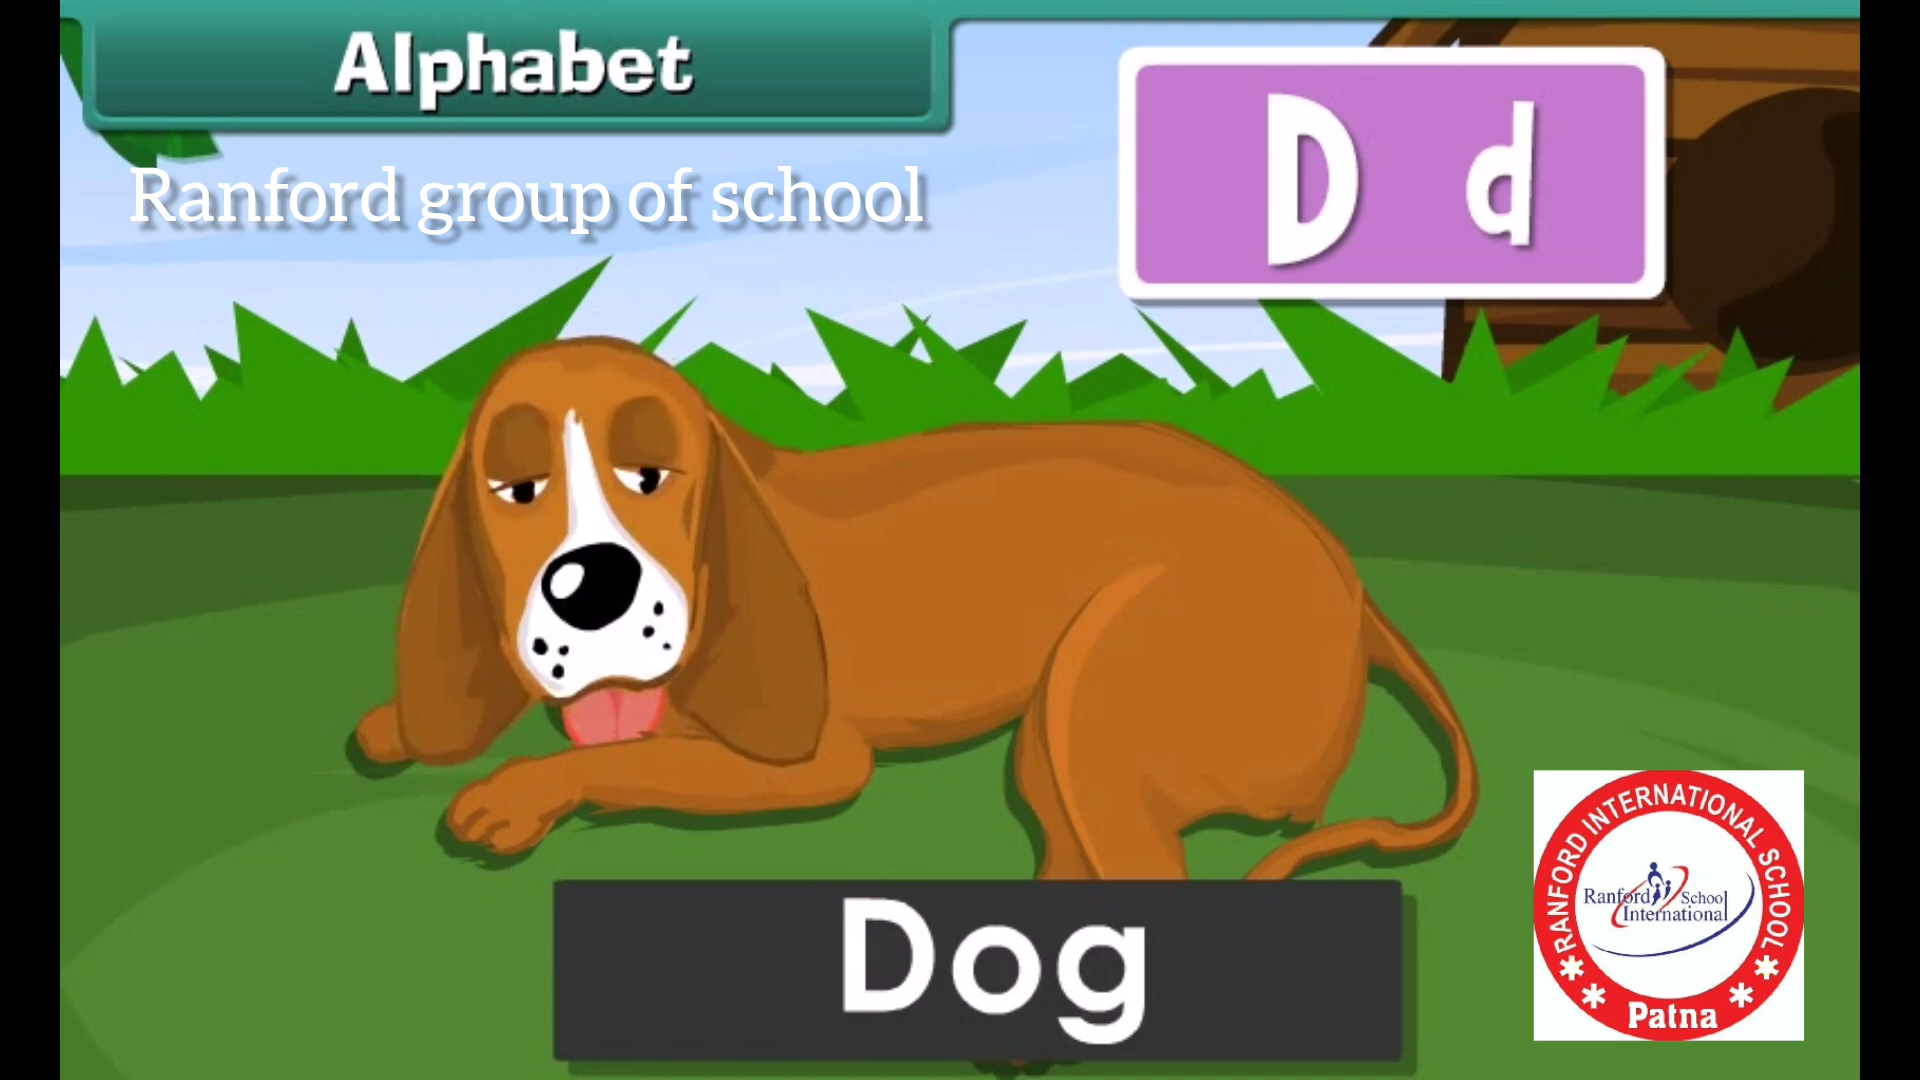 Alphabet
D d
Ranford group of school
Dog
RANFORD INTERNATIONAL SCHOOL
Ranford School
International
Patna